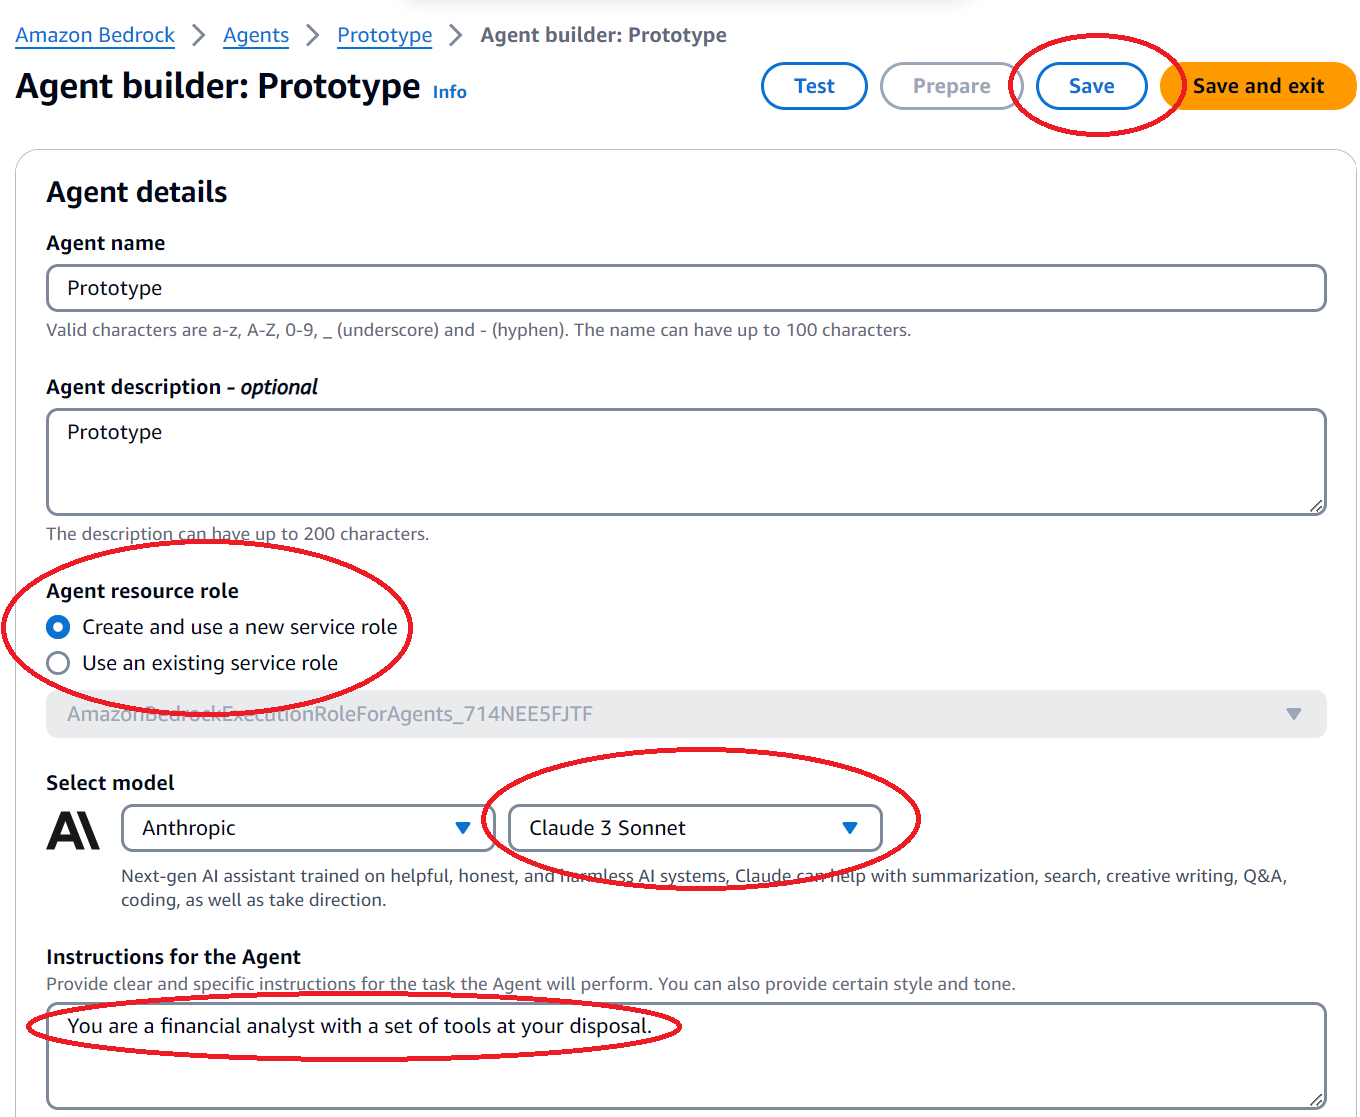 Amazon Bedrock > Agents > Prototype > Agent builder: Prototype
Agent builder: Prototype Info
Test Prepare Save Save and exit
Agent details
Agent name
Prototype
Valid characters are a-z, A-Z, 0-9, _ (underscore) and - (hyphen). The name can have up to 100 characters.
Agent description - optional
Prototype
The description can have up to 200 characters.
Agent resource role
Create and use a new service role
Use an existing service role
AmazonBedrockExecutionRoleForAgents_714NEE5FJTF
Select model
Anthropic Claude 3 Sonnet
Next-gen AI assistant trained on helpful, honest, and harmless AI systems, Claude can help with summarization, search, creative writing, Q&A,
coding, as well as take direction.
Instructions for the Agent
Provide clear and specific instructions for the task the Agent will perform. You can also provide certain style and tone.
You are a financial analyst with a set of tools at your disposal.